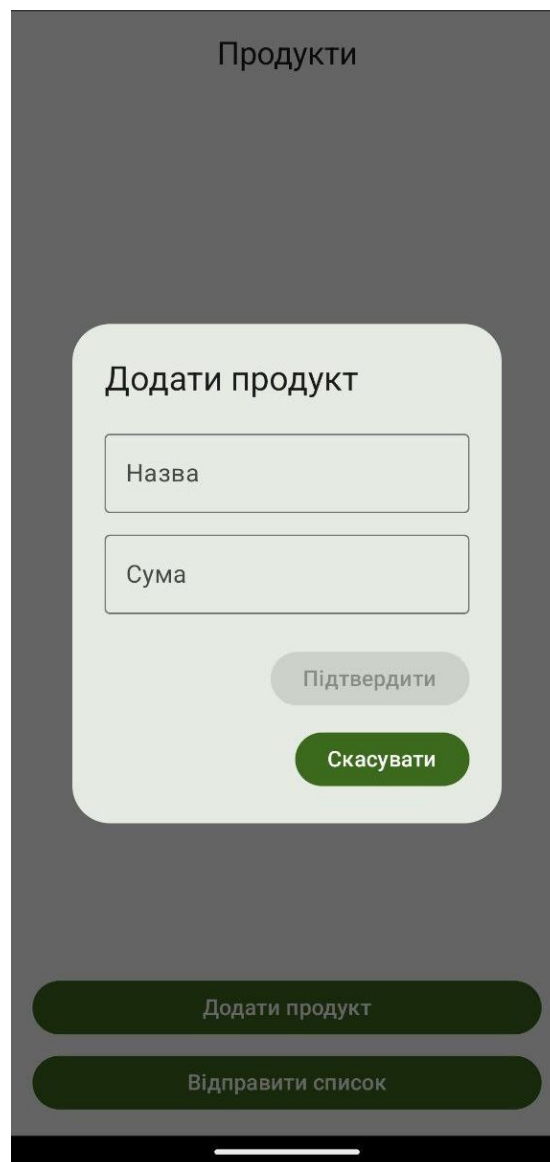 Продукти
Додати продукт
Назва
Сума
Підтвердити
Скасувати
Додати продукт
Відправити список